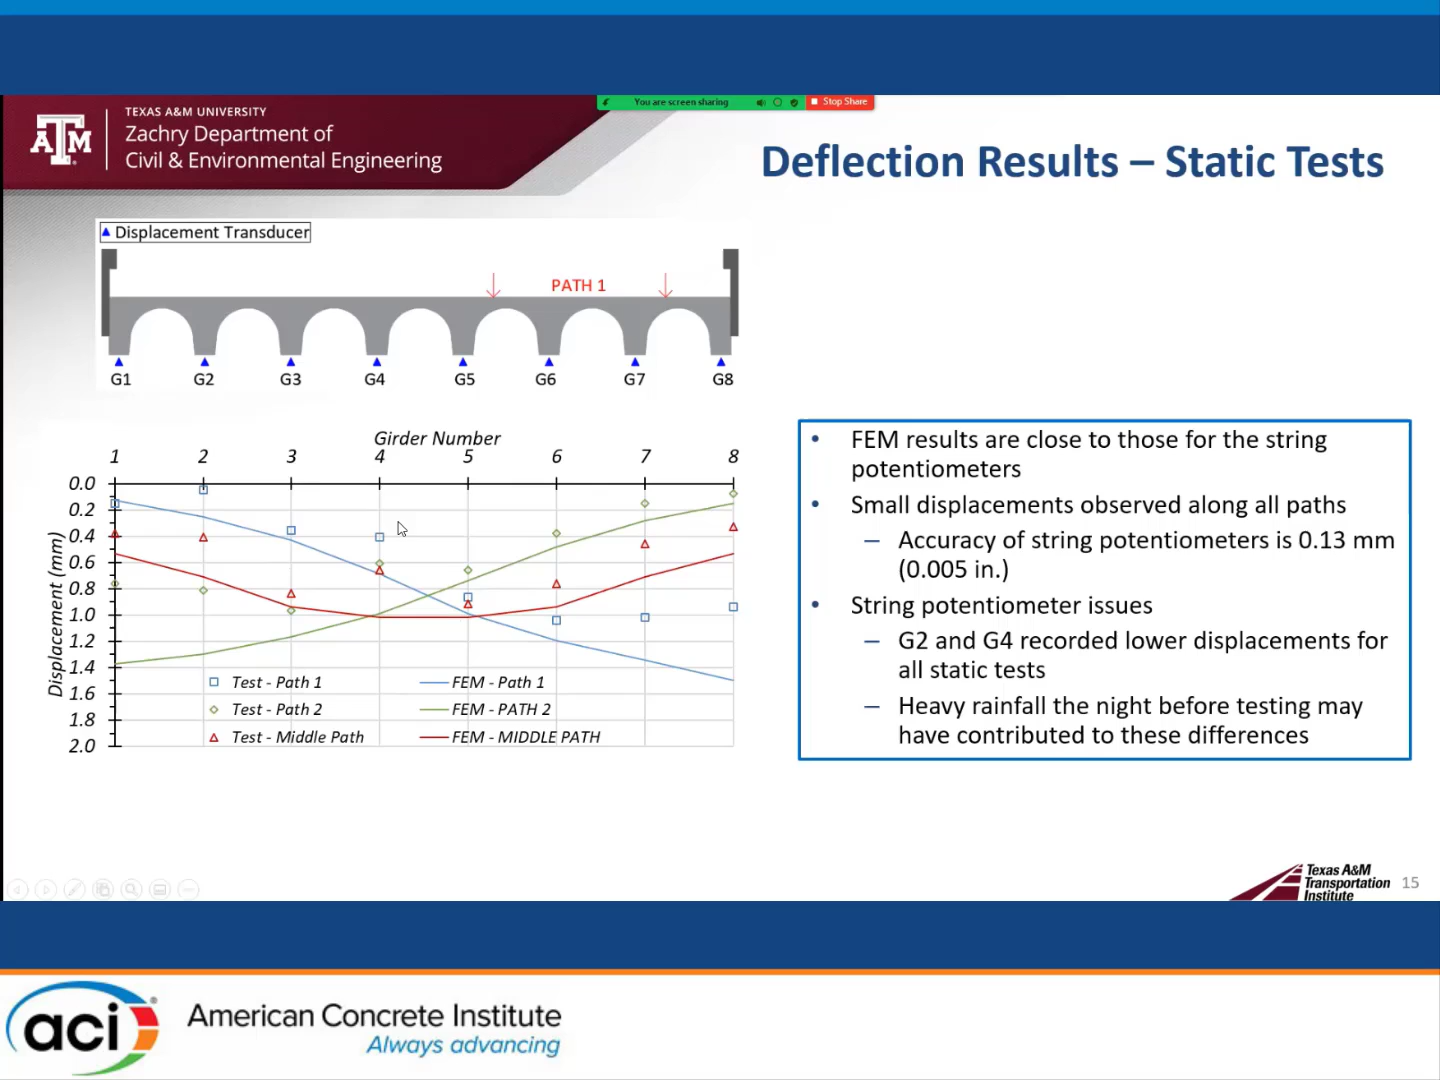 You are screen sharing
Stop Share
TEXAS A&M UNIVERSITY
Zachry Department of
Civil & Environmental Engineering
ATM
Deflection Results – Static Tests
Displacement Transducer
PATH 1
G1 G2 G3 G4 G5 G6 G7 G8
Girder Number
1 2 3 4 5 6 7 8
Displacement (mm)
0.0
0.2
0.4
0.6
0.8
1.0
1.2
1.4
1.6
1.8
2.0
Test - Path 1 FEM - Path 1
Test - Path 2 FEM - PATH 2
Test - Middle Path FEM - MIDDLE PATH
• FEM results are close to those for the string
potentiometers
• Small displacements observed along all paths
– Accuracy of string potentiometers is 0.13 mm
(0.005 in.)
• String potentiometer issues
– G2 and G4 recorded lower displacements for
all static tests
– Heavy rainfall the night before testing may
have contributed to these differences
Texas A&M
Transportation
Institute
15
aci
American Concrete Institute
Always advancing